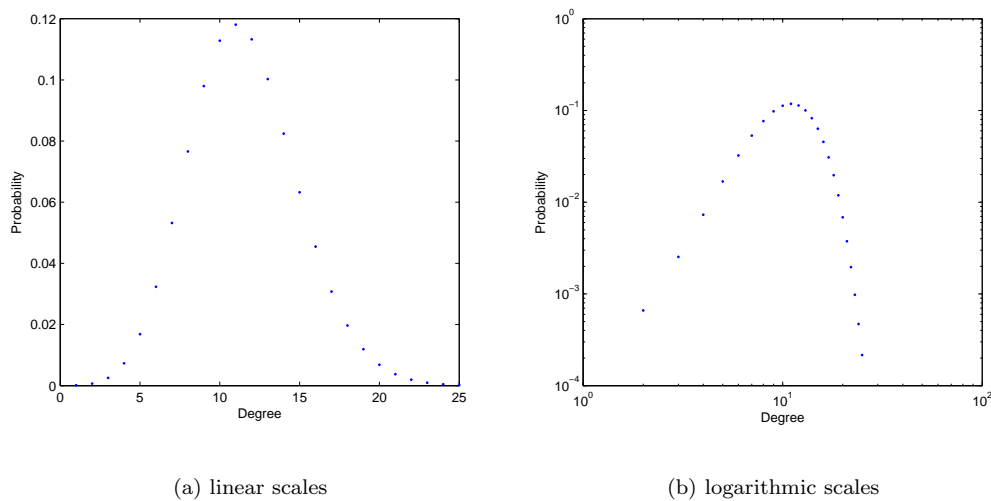 0.12
0.1
0.08
0.06
0.04
0.02
0
Probability
0 5 10 15 20 25
Degree
(a) linear scales
10^0
10^-1
10^-2
10^-3
10^-4
Probability
10^0 10^1 10^2
Degree
(b) logarithmic scales